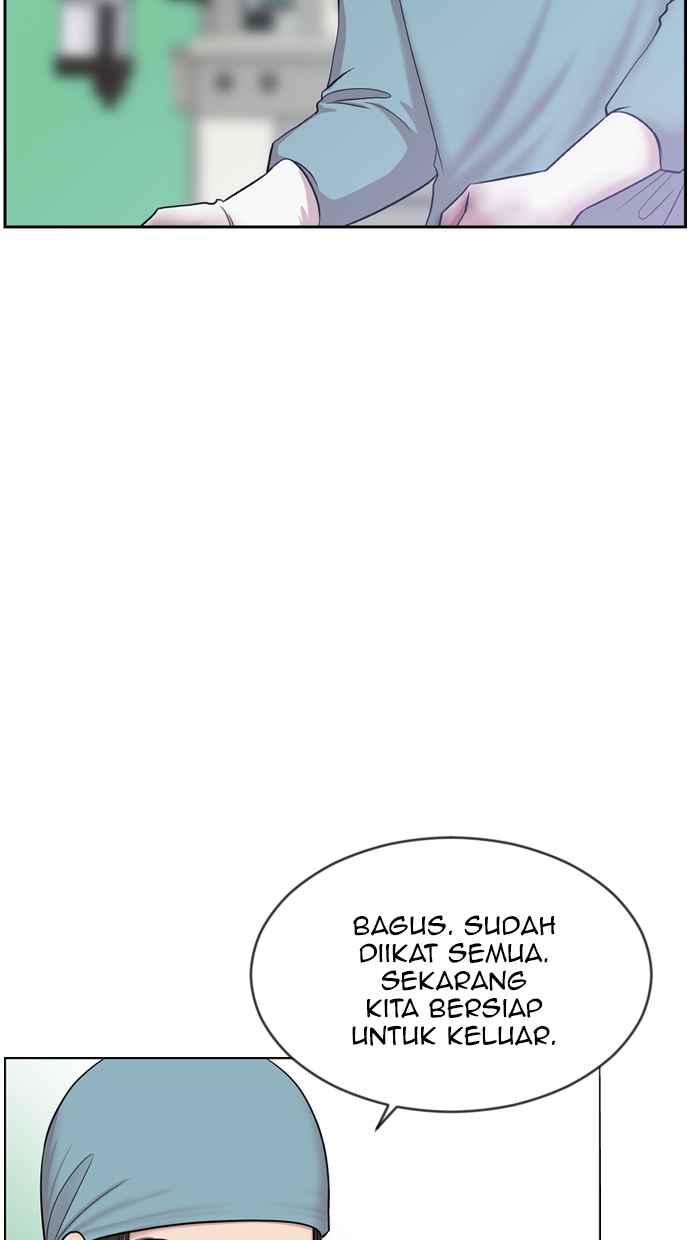 BAGUS. SUDAH
DIIKAT SEMUA.
SEKARANG
KITA BERSIAP
UNTUK KELUAR.